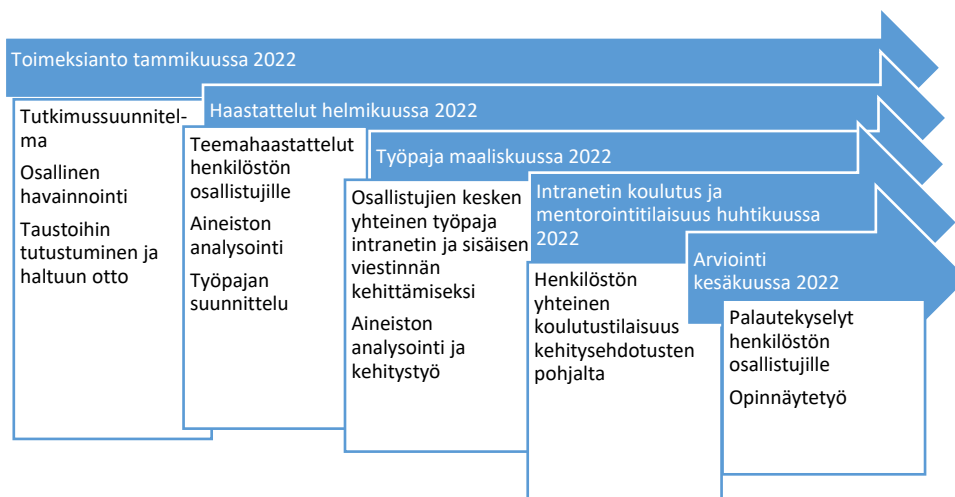 Toimeksianto tammikuussa 2022
Tutkimussuunnitel-
ma
Osallinen
havainnointi
Taustoihin
tutustuminen ja
haltuun otto
Haastattelut helmikuussa 2022
Teemahaastattelut
henkilöstön
osallistujille
Aineiston
analysointi
Työpajan
suunnittelu
Työpaja maaliskuussa 2022
Osallistujien kesken
yhteinen työpaja
intranetin ja sisäisen
viestinnän
kehittämiseksi
Aineiston
analysointi ja
kehitystyö
Intranetin koulutus ja
mentorointitilaisuus huhtikuussa
2022
Henkilöstön
yhteinen
koulutustilaisuus
kehitysehdotusten
pohjalta
Arviointi
kesäkuussa 2022
Palautekyselyt
henkilöstön
osallistujille
Opinnäytetyö